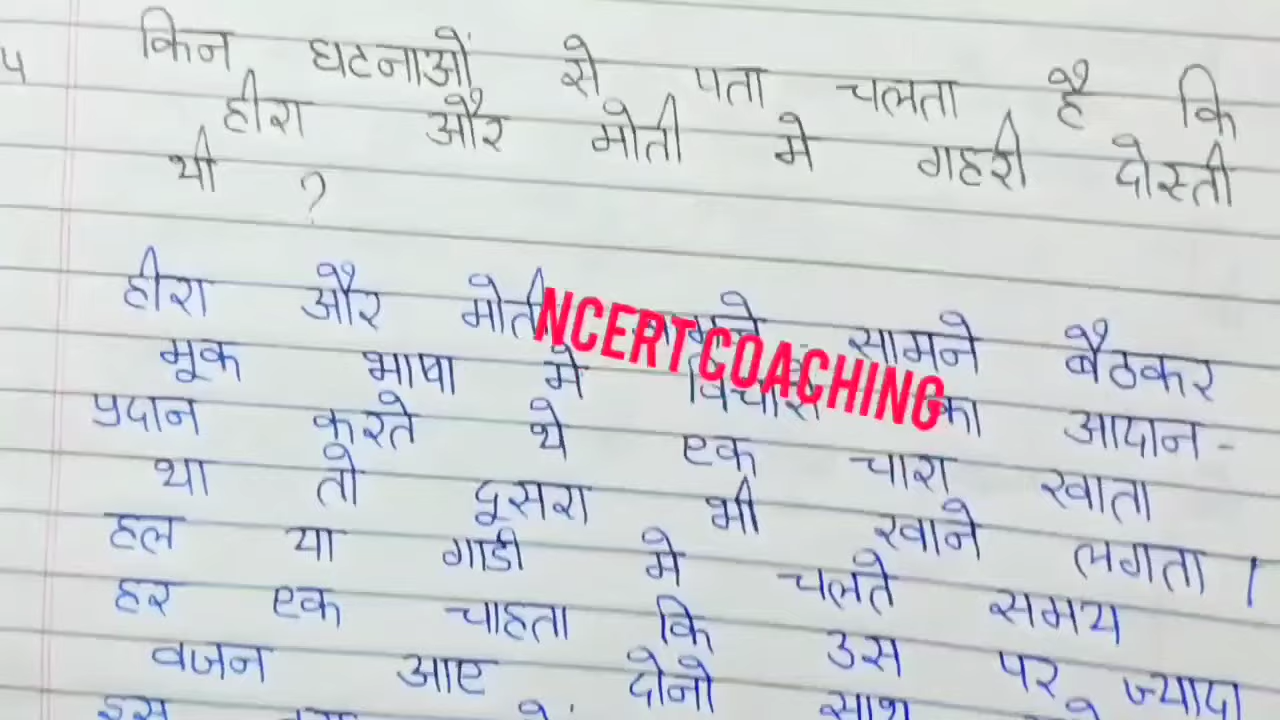 ५ किन घटनाओं से पता चलता है कि
हीरा और मोती मे गहरी दोस्ती
थी ?
हीरा और मोती सामने बैठकर
मूक भाषा मे का आदान -
प्रदान करते थे एक चारा खाता
था तो दूसरा भी खाने लगता ।
हल या गाडी मे चलते समय
हर एक चाहता कि उस पर ज्यादा
वजन आए दोनो साथ
NCERT COACHING